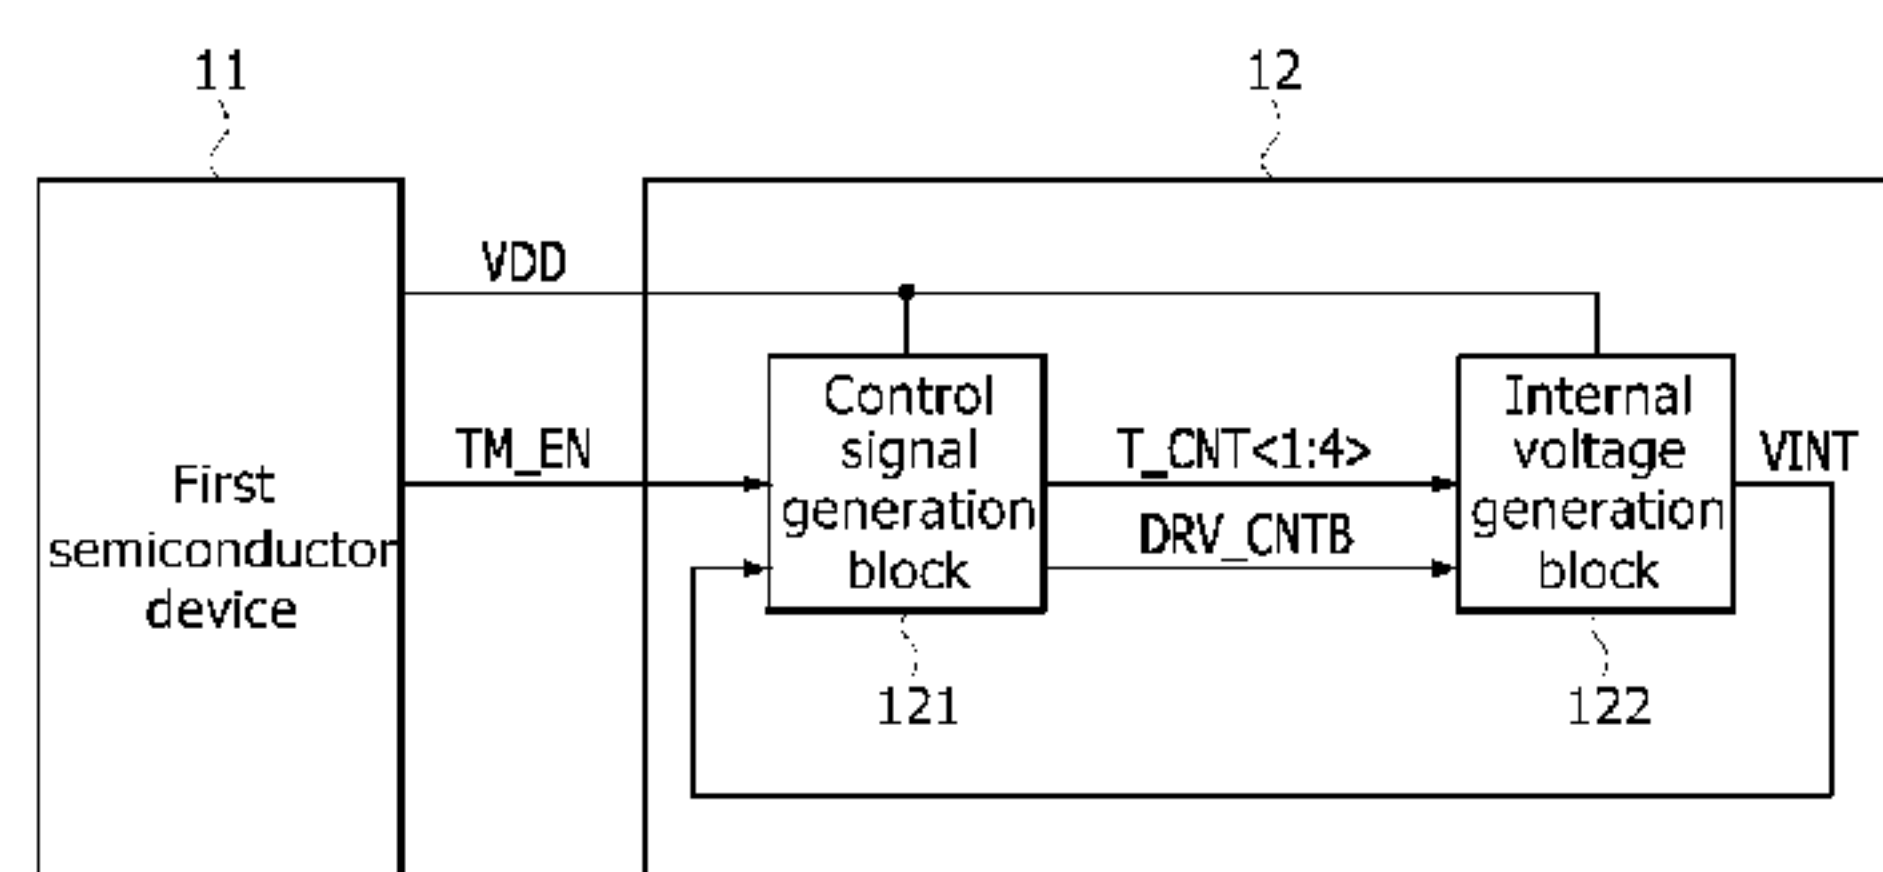 11
12
VDD
TM_EN
First
semiconductor
device
Control
signal
generation
block
T_CNT<1:4>
DRV_CNTB
Internal
voltage
generation
block
VINT
121
122